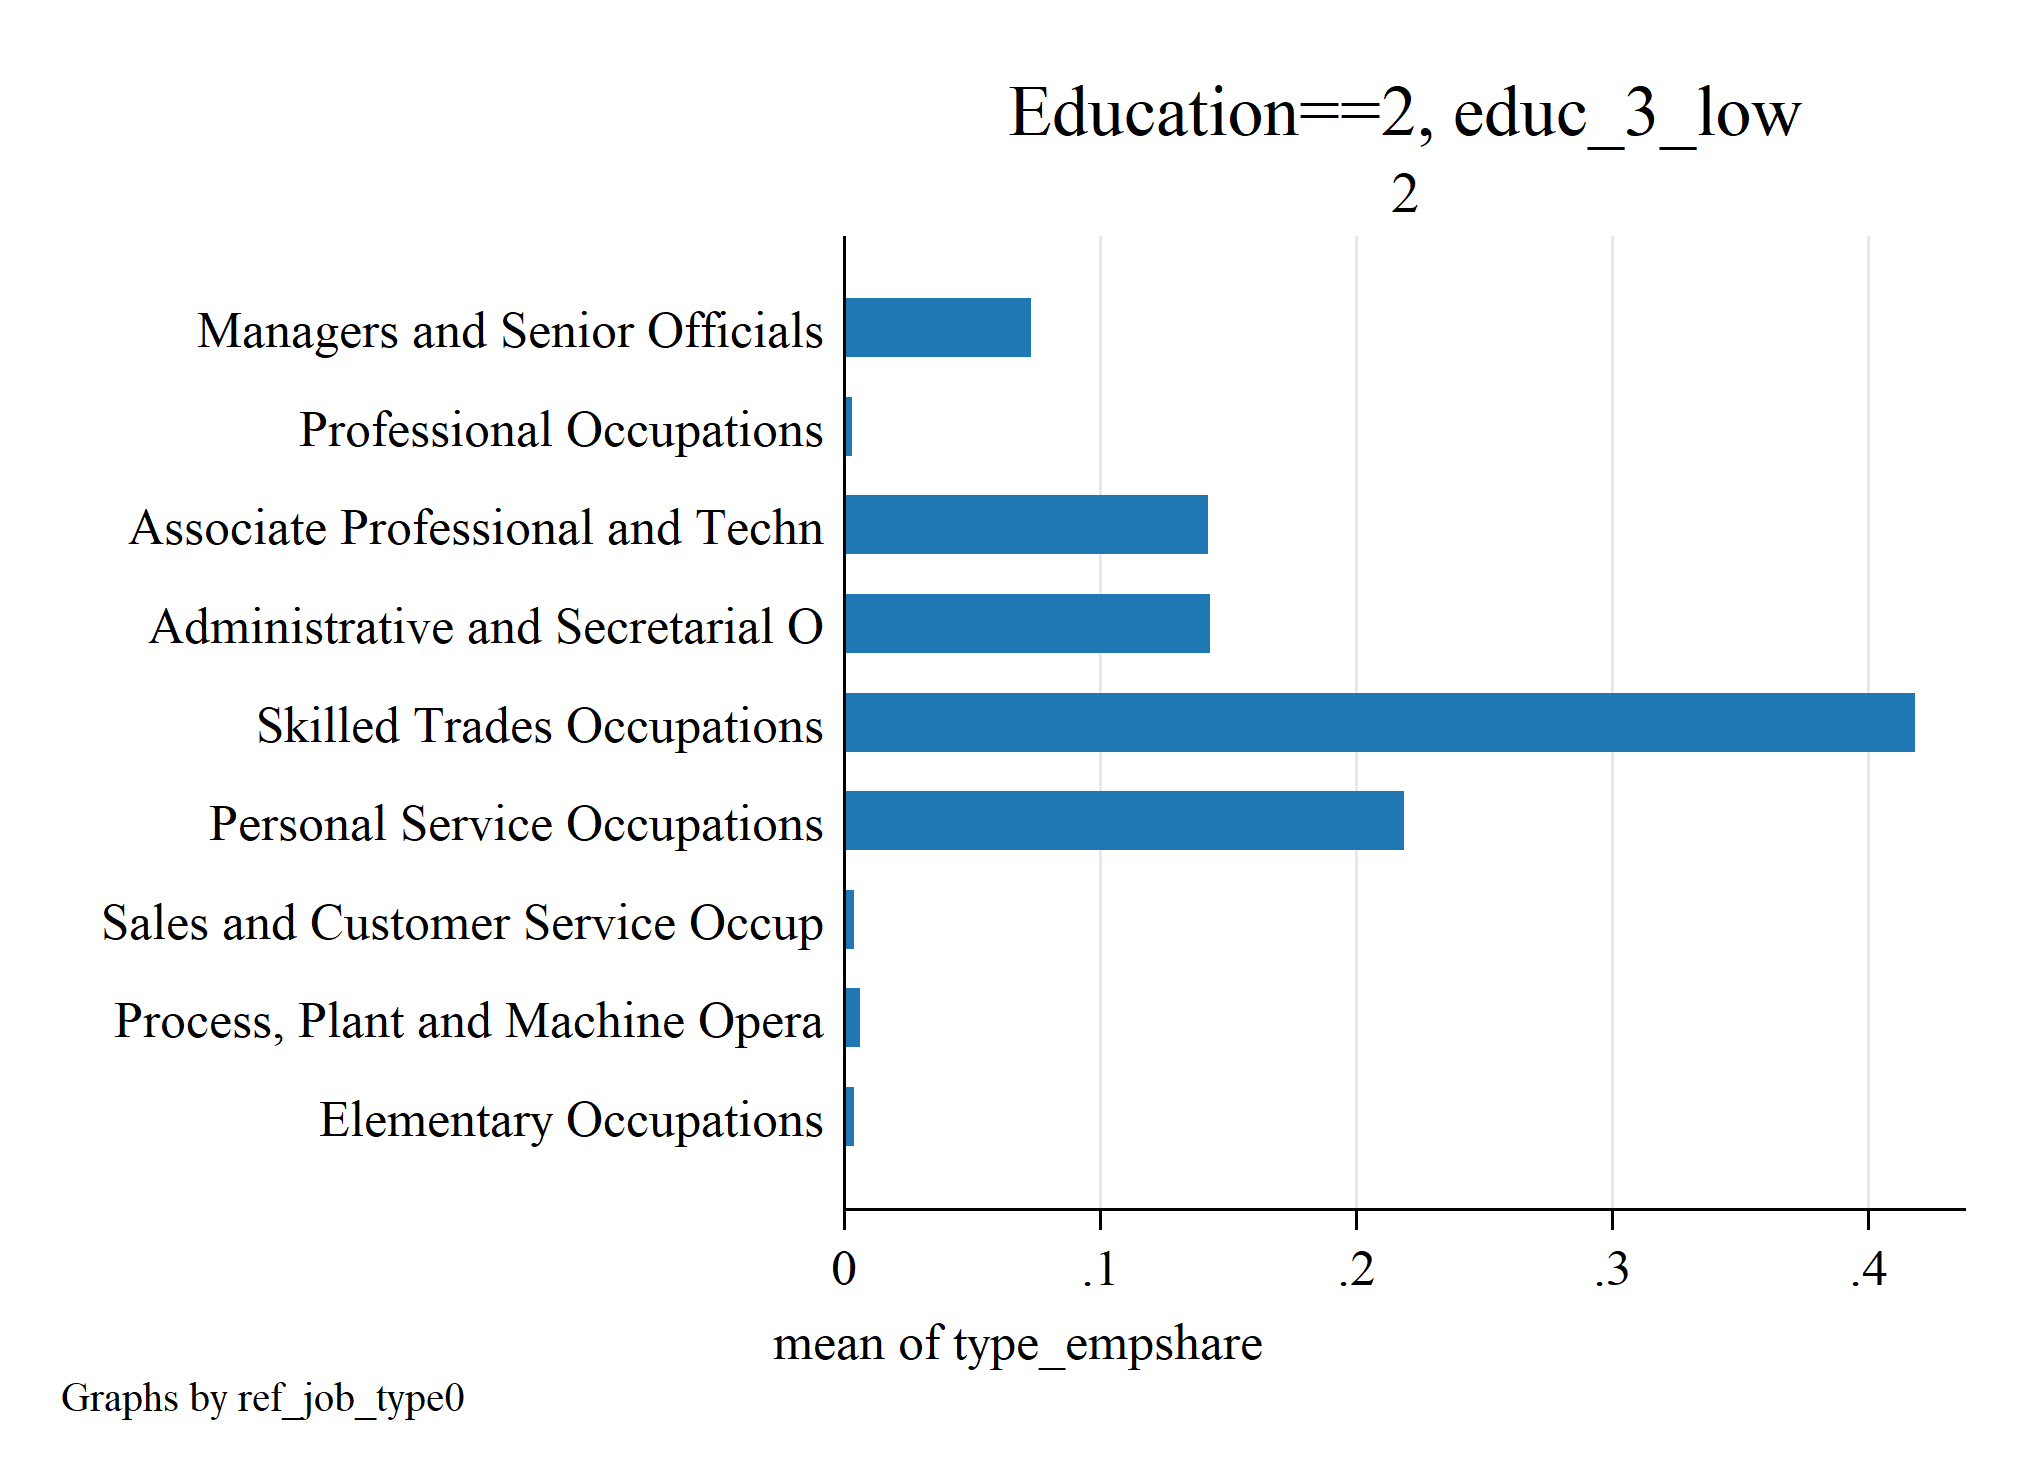 Education==2, educ_3_low
2
Managers and Senior Officials
Professional Occupations
Associate Professional and Techn
Administrative and Secretarial O
Skilled Trades Occupations
Personal Service Occupations
Sales and Customer Service Occup
Process, Plant and Machine Opera
Elementary Occupations
0 .1 .2 .3 .4
mean of type_empshare
Graphs by ref_job_type0